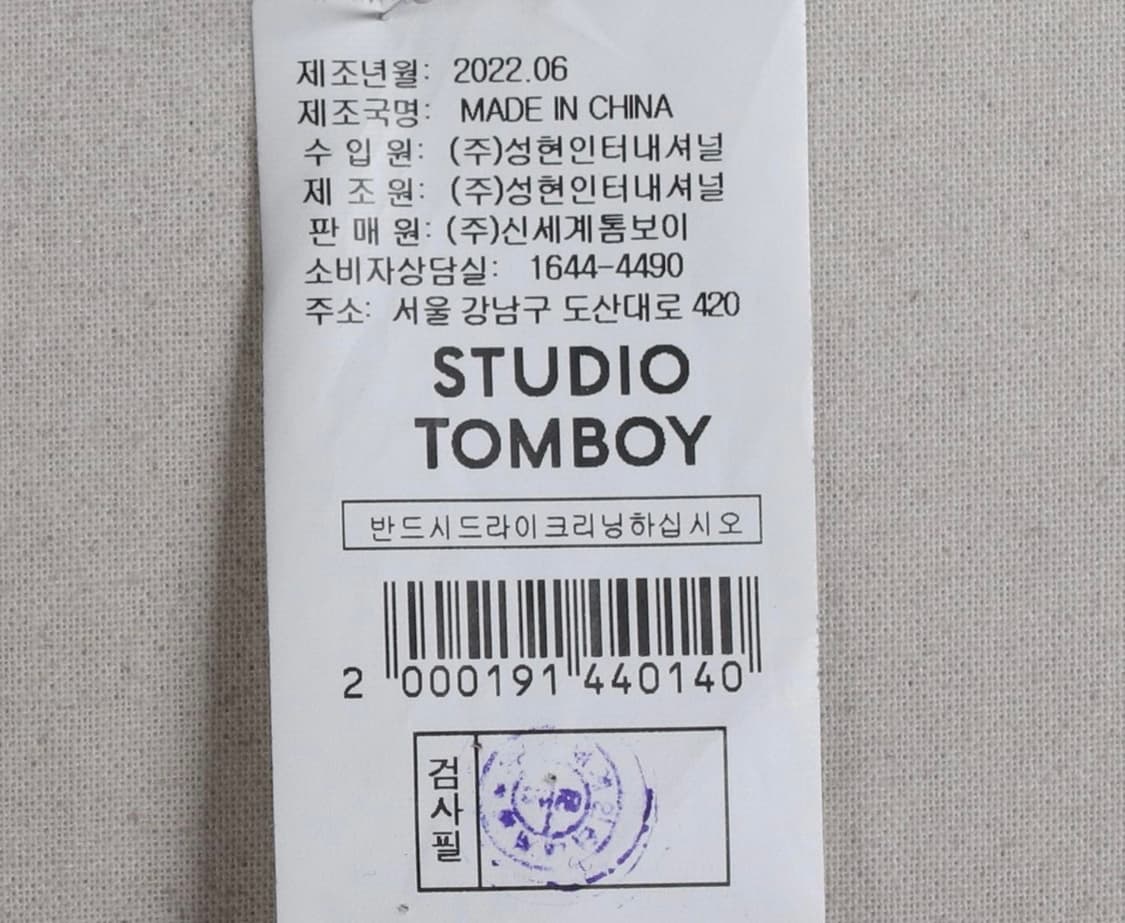 제조년월: 2022.06
제조국명: MADE IN CHINA
수 입 원: (주)성현인터내셔널
제 조 원: (주)성현인터내셔널
판 매 원: (주)신세계톰보이
소비자상담실: 1644-4490
주소: 서울 강남구 도산대로 420
STUDIO
TOMBOY
반드시드라이크리닝하십시오
2 000191 440140
검사필